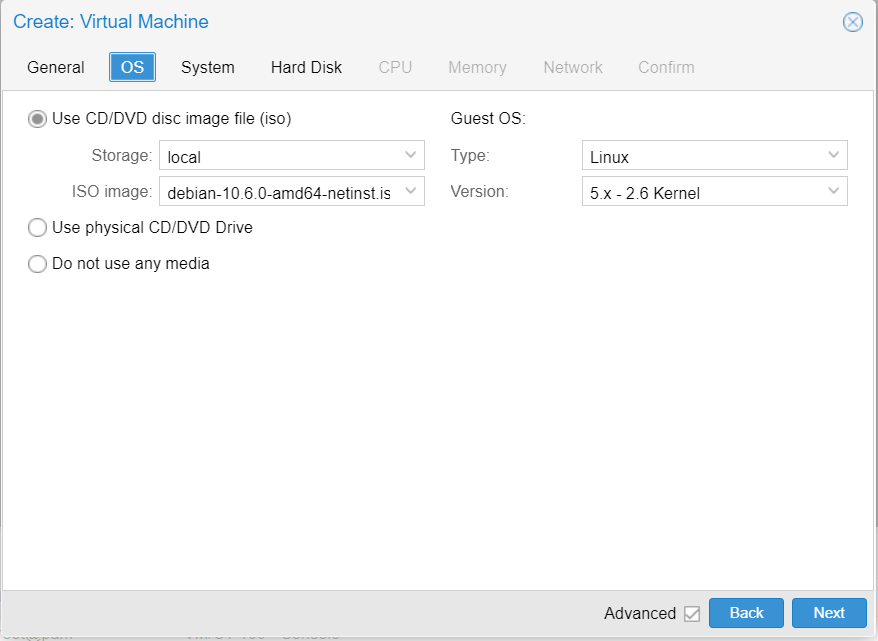 Create: Virtual Machine
General OS System Hard Disk CPU Memory Network Confirm
Use CD/DVD disc image file (iso) Guest OS:
Storage: local Type: Linux
ISO image: debian-10.6.0-amd64-netinst.is Version: 5.x - 2.6 Kernel
Use physical CD/DVD Drive
Do not use any media
Advanced Back Next